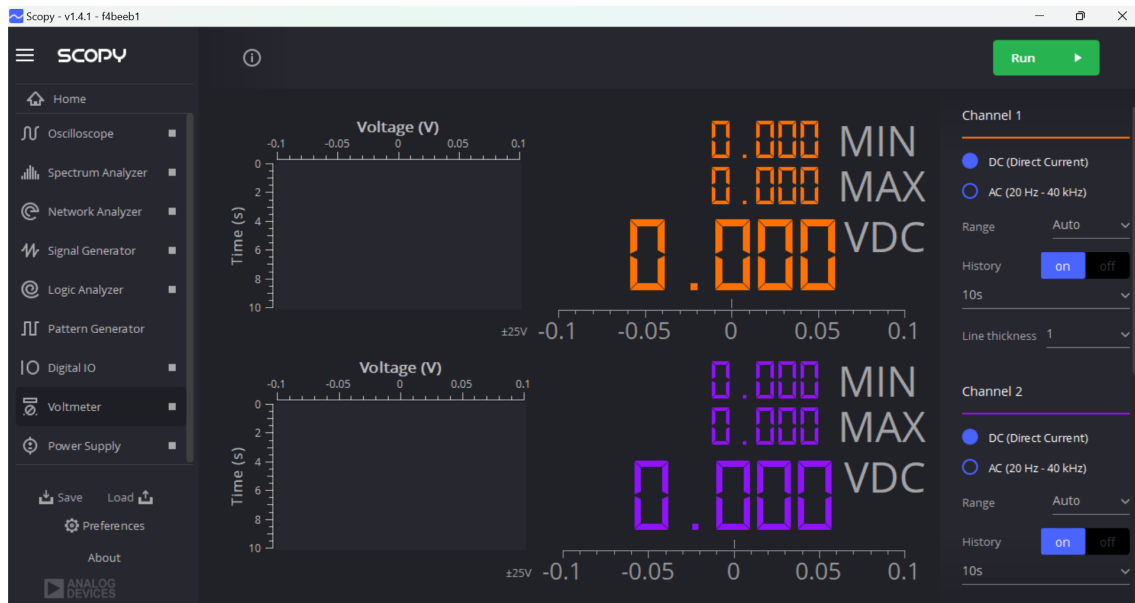 Scopy - v1.4.1 - f4beeb1
SCOPY
Run
Home
Oscilloscope
Spectrum Analyzer
Network Analyzer
Signal Generator
Logic Analyzer
Pattern Generator
Digital IO
Voltmeter
Power Supply
Save Load
Preferences
About
ANALOG
DEVICES
Voltage (V)
-0.1 -0.05 0 0.05 0.1
Time (s)
0
2
4
6
8
10
0.000 MIN
0.000 MAX
0.000 VDC
±25V -0.1 -0.05 0 0.05 0.1
Voltage (V)
-0.1 -0.05 0 0.05 0.1
Time (s)
0
2
4
6
8
10
0.000 MIN
0.000 MAX
0.000 VDC
±25V -0.1 -0.05 0 0.05 0.1
Channel 1
DC (Direct Current)
AC (20 Hz - 40 kHz)
Range Auto
History on off
10s
Line thickness 1
Channel 2
DC (Direct Current)
AC (20 Hz - 40 kHz)
Range Auto
History on off
10s